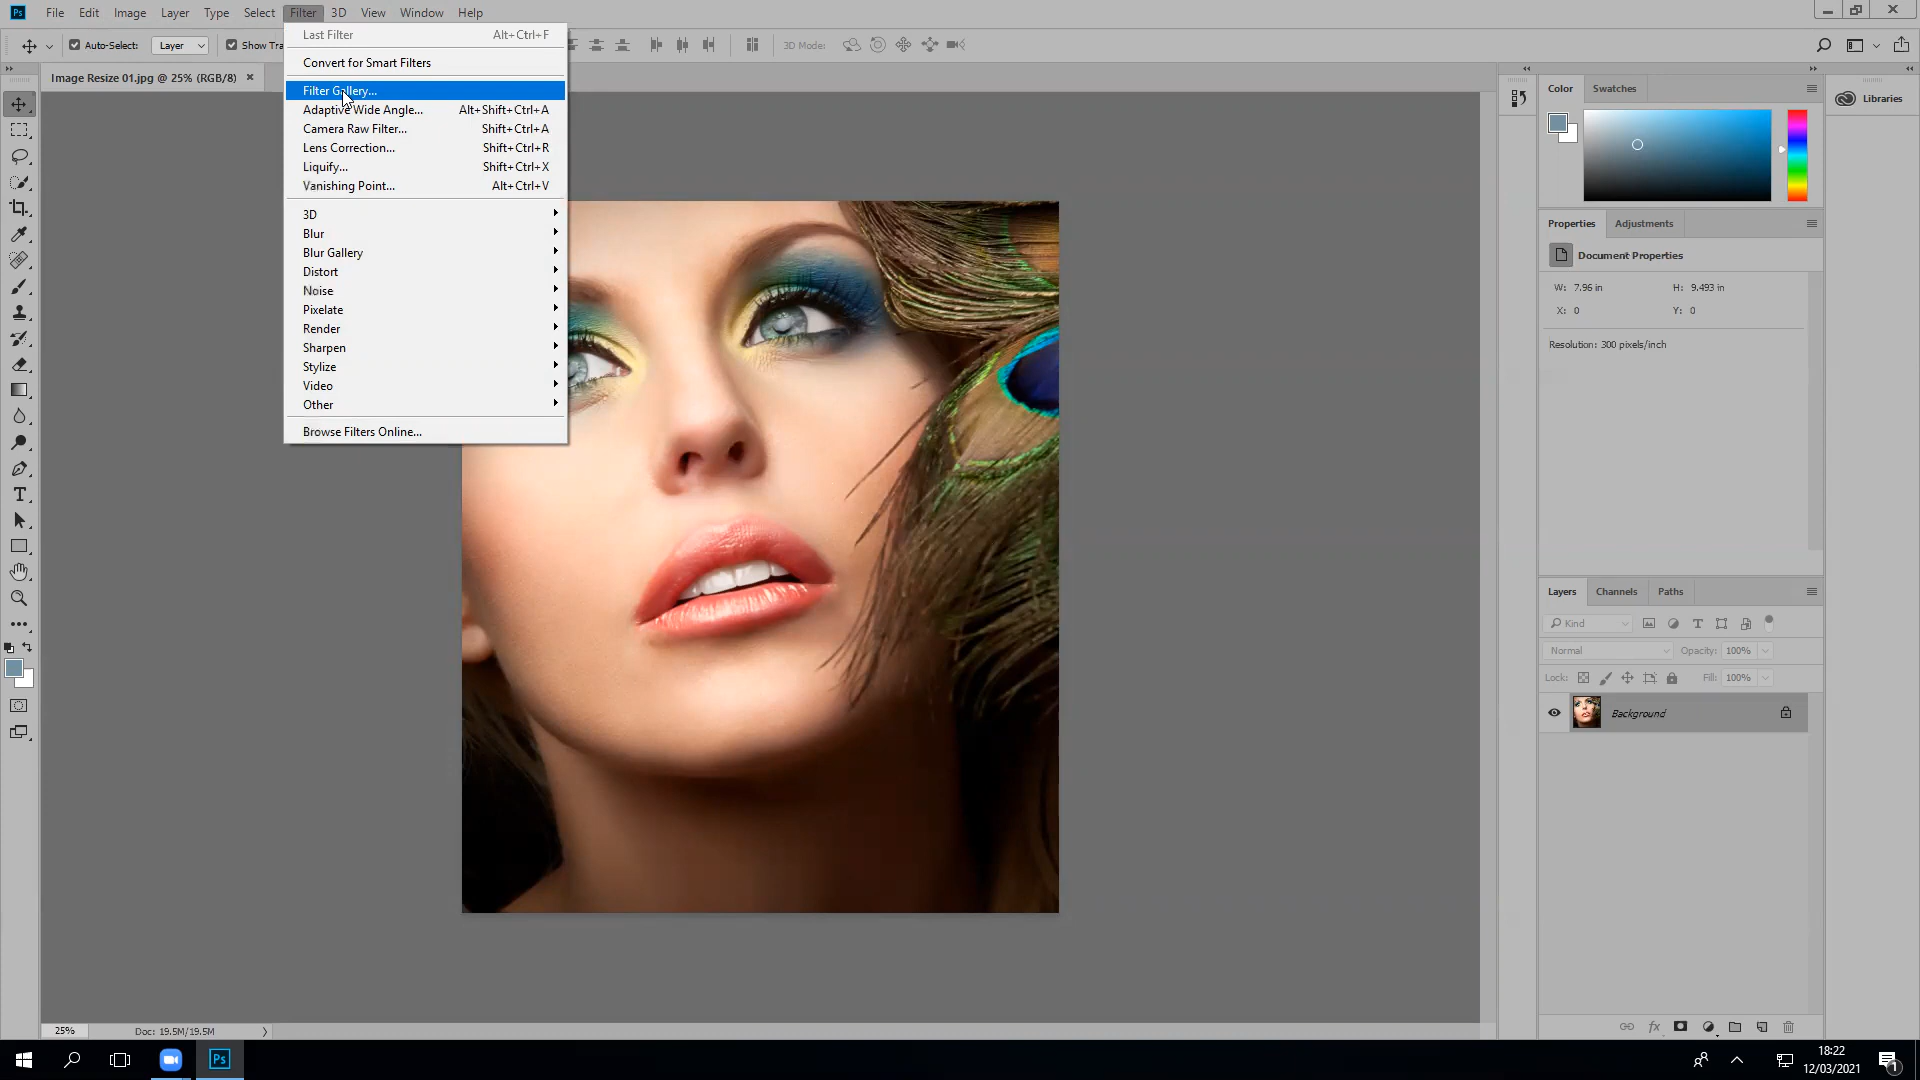 Ps File Edit Image Layer Type Select Filter 3D View Window Help
Auto-Select: Layer Show Tra 3D Mode:
Image Resize 01.jpg @ 25% (RGB/8)
Last Filter Alt+Ctrl+F
Convert for Smart Filters
Filter Gallery...
Adaptive Wide Angle... Alt+Shift+Ctrl+A
Camera Raw Filter... Shift+Ctrl+A
Lens Correction... Shift+Ctrl+R
Liquify... Shift+Ctrl+X
Vanishing Point... Alt+Ctrl+V
3D
Blur
Blur Gallery
Distort
Noise
Pixelate
Render
Sharpen
Stylize
Video
Other
Browse Filters Online...
Color Swatches
Libraries
Properties Adjustments
Document Properties
W: 7.96 in H: 9.493 in
X: 0 Y: 0
Resolution: 300 pixels/inch
Layers Channels Paths
Kind
Normal Opacity: 100%
Lock: Fill: 100%
Background
25% Doc: 19.5M/19.5M
Ps
18:22
12/03/2021
1